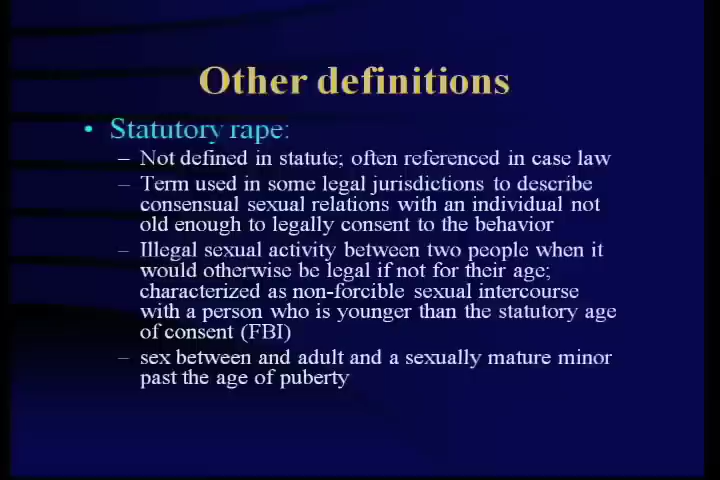 Other definitions
• Statutory rape:
– Not defined in statute; often referenced in case law
– Term used in some legal jurisdictions to describe
consensual sexual relations with an individual not
old enough to legally consent to the behavior
– Illegal sexual activity between two people when it
would otherwise be legal if not for their age;
characterized as non-forcible sexual intercourse
with a person who is younger than the statutory age
of consent (FBI)
– sex between and adult and a sexually mature minor
past the age of puberty